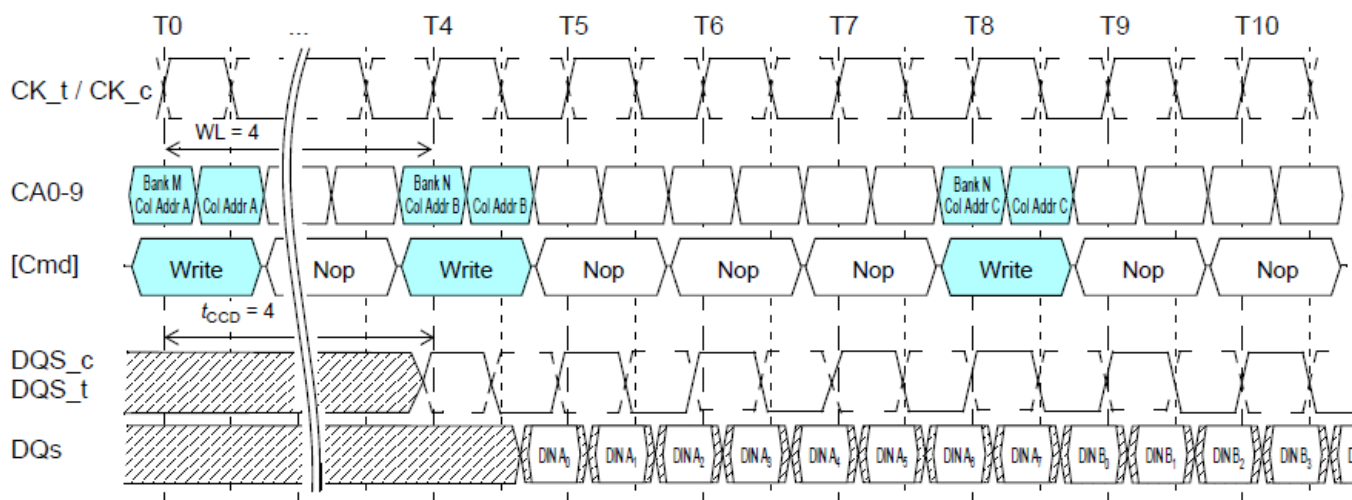 T0 ... T4 T5 T6 T7 T8 T9 T10
CK_t / CK_c
WL = 4
CA0-9
Bank M
Col Addr A
Col Addr A
Bank N
Col Addr B
Col Addr B
Bank N
Col Addr C
Col Addr C
[Cmd] Write Nop Write Nop Nop Nop Write Nop Nop
tCCD = 4
DQS_c
DQS_t
DQs DIN A0 DIN A1 DIN A2 DIN A3 DIN A4 DIN A5 DIN A6 DIN A7 DIN B0 DIN B1 DIN B2 DIN B3